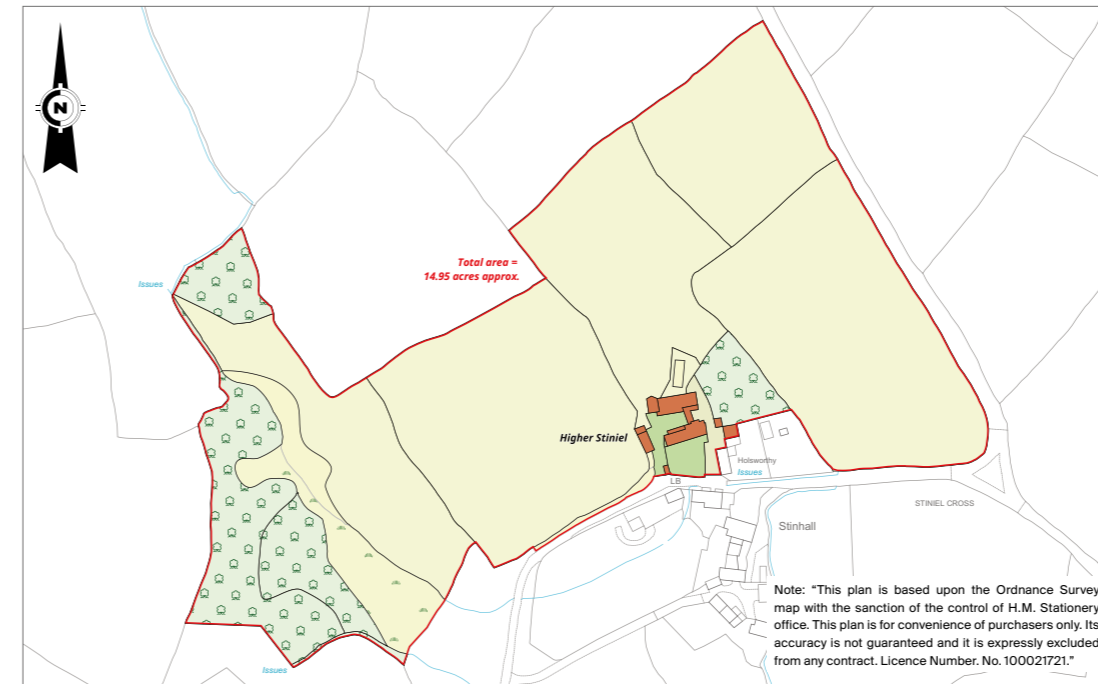 N
Total area =
14.95 acres approx.
Issues
Higher Stiniel
Holsworthy
Issues
LB
STINIEL CROSS
Stinhall
Note: “This plan is based upon the Ordnance Survey
map with the sanction of the control of H.M. Stationery
office. This plan is for convenience of purchasers only. Its
accuracy is not guaranteed and it is expressly excluded
from any contract. Licence Number. No. 100021721.”
Issues